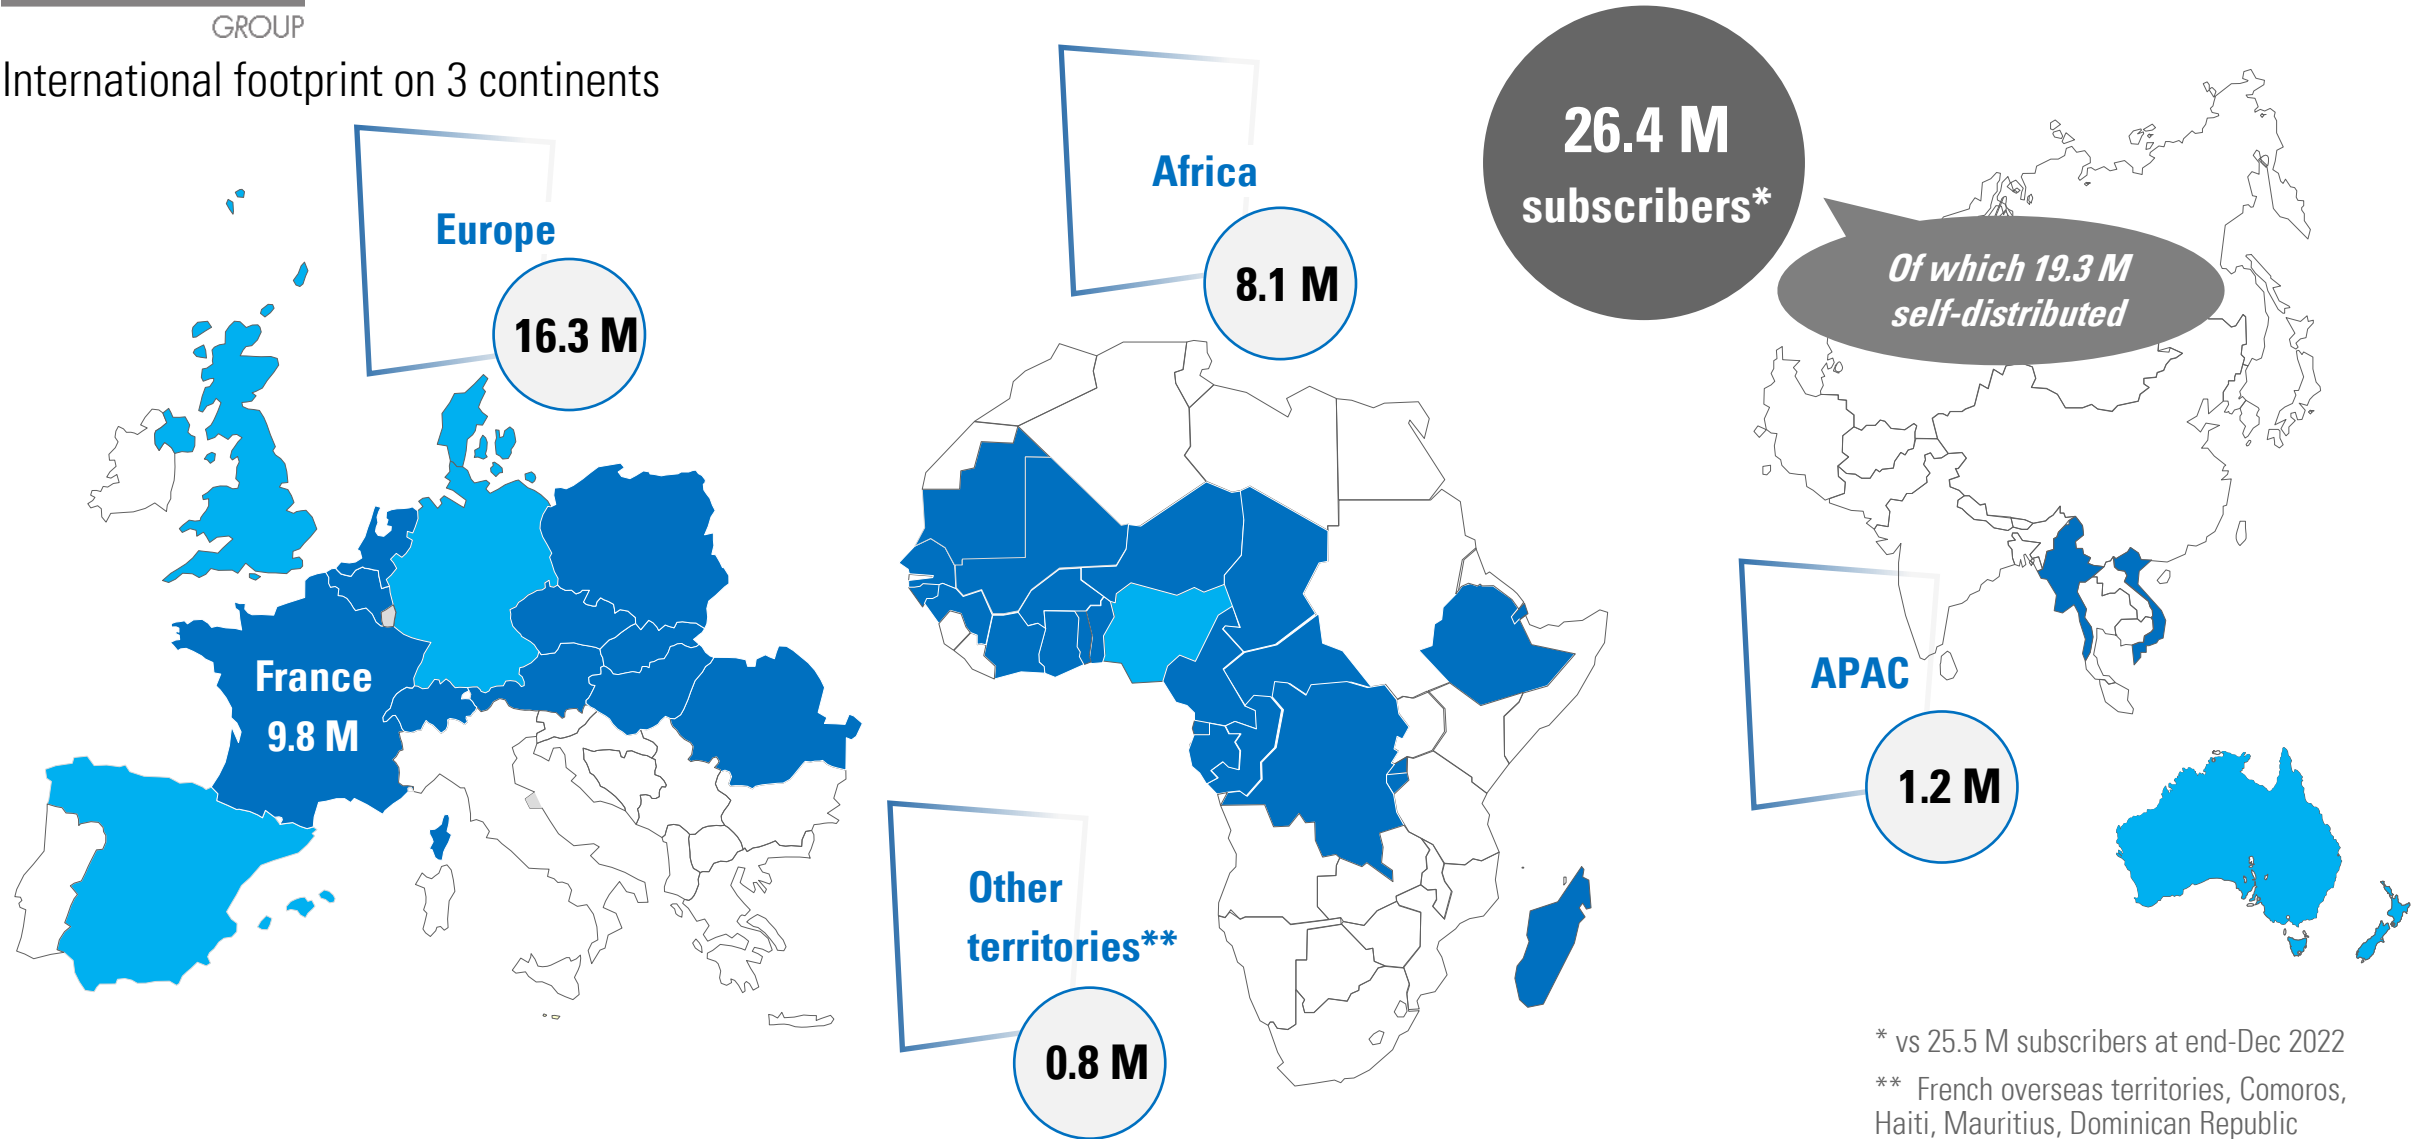 GROUP
International footprint on 3 continents
Europe
16.3 M
France
9.8 M
Africa
8.1 M
Other
territories**
0.8 M
26.4 M
subscribers*
Of which 19.3 M
self-distributed
APAC
1.2 M
* vs 25.5 M subscribers at end-Dec 2022
** French overseas territories, Comoros,
Haiti, Mauritius, Dominican Republic